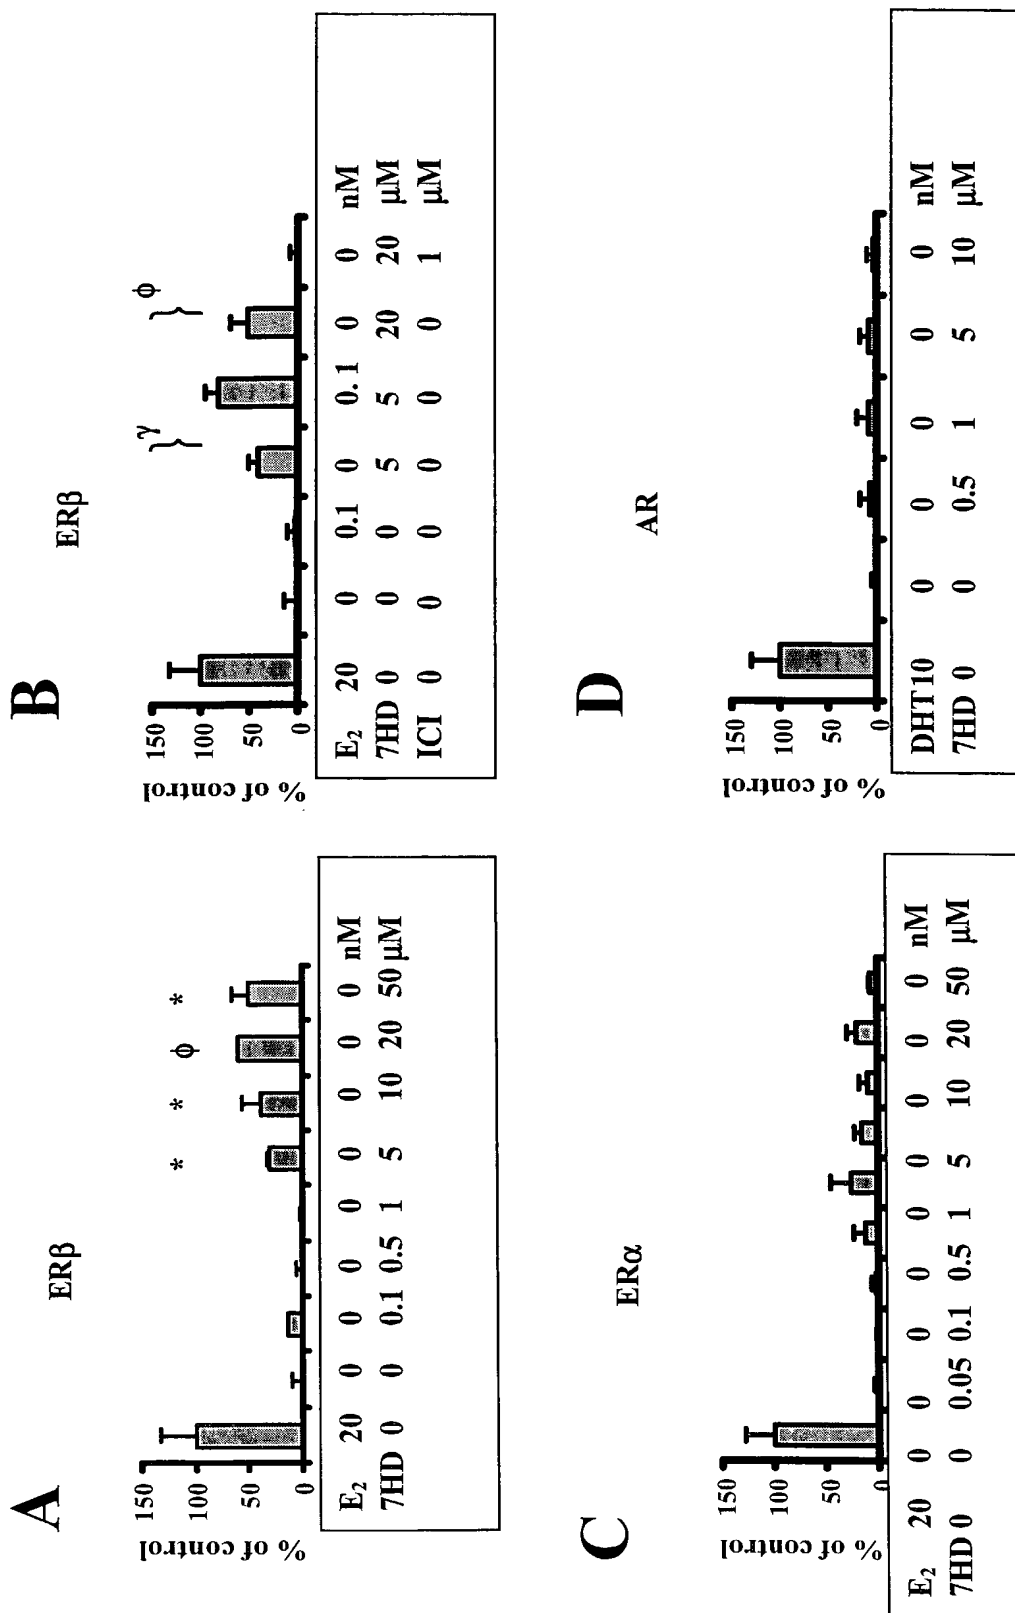 A
ERβ
* * φ *
150
100
50
0
% of control
E₂ 20 0 0 0 0 0 0 0 0 nM
7HD 0 0 0.1 0.5 1 5 10 20 50 μM
B
ERβ
γ φ
150
100
50
0
% of control
E₂ 20 0 0.1 0 0.1 0 0 nM
7HD 0 0 0 5 5 20 20 μM
ICI 0 0 0 0 0 0 1 μM
C
ERα
150
100
50
0
% of control
E₂ 20 0 0 0 0 0 0 0 0 0 nM
7HD 0 0 0.05 0.1 0.5 1 5 10 20 50 μM
D
AR
150
100
50
0
% of control
DHT 10 0 0 0 0 0 nM
7HD 0 0 0.5 1 5 10 μM